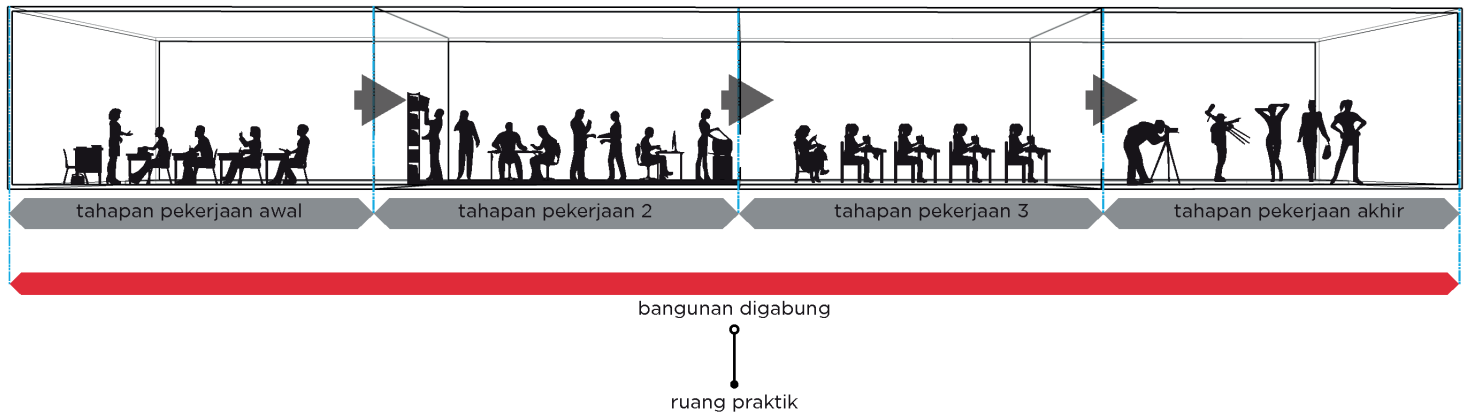 tahapan pekerjaan awal
tahapan pekerjaan 2
tahapan pekerjaan 3
tahapan pekerjaan akhir
bangunan digabung
ruang praktik